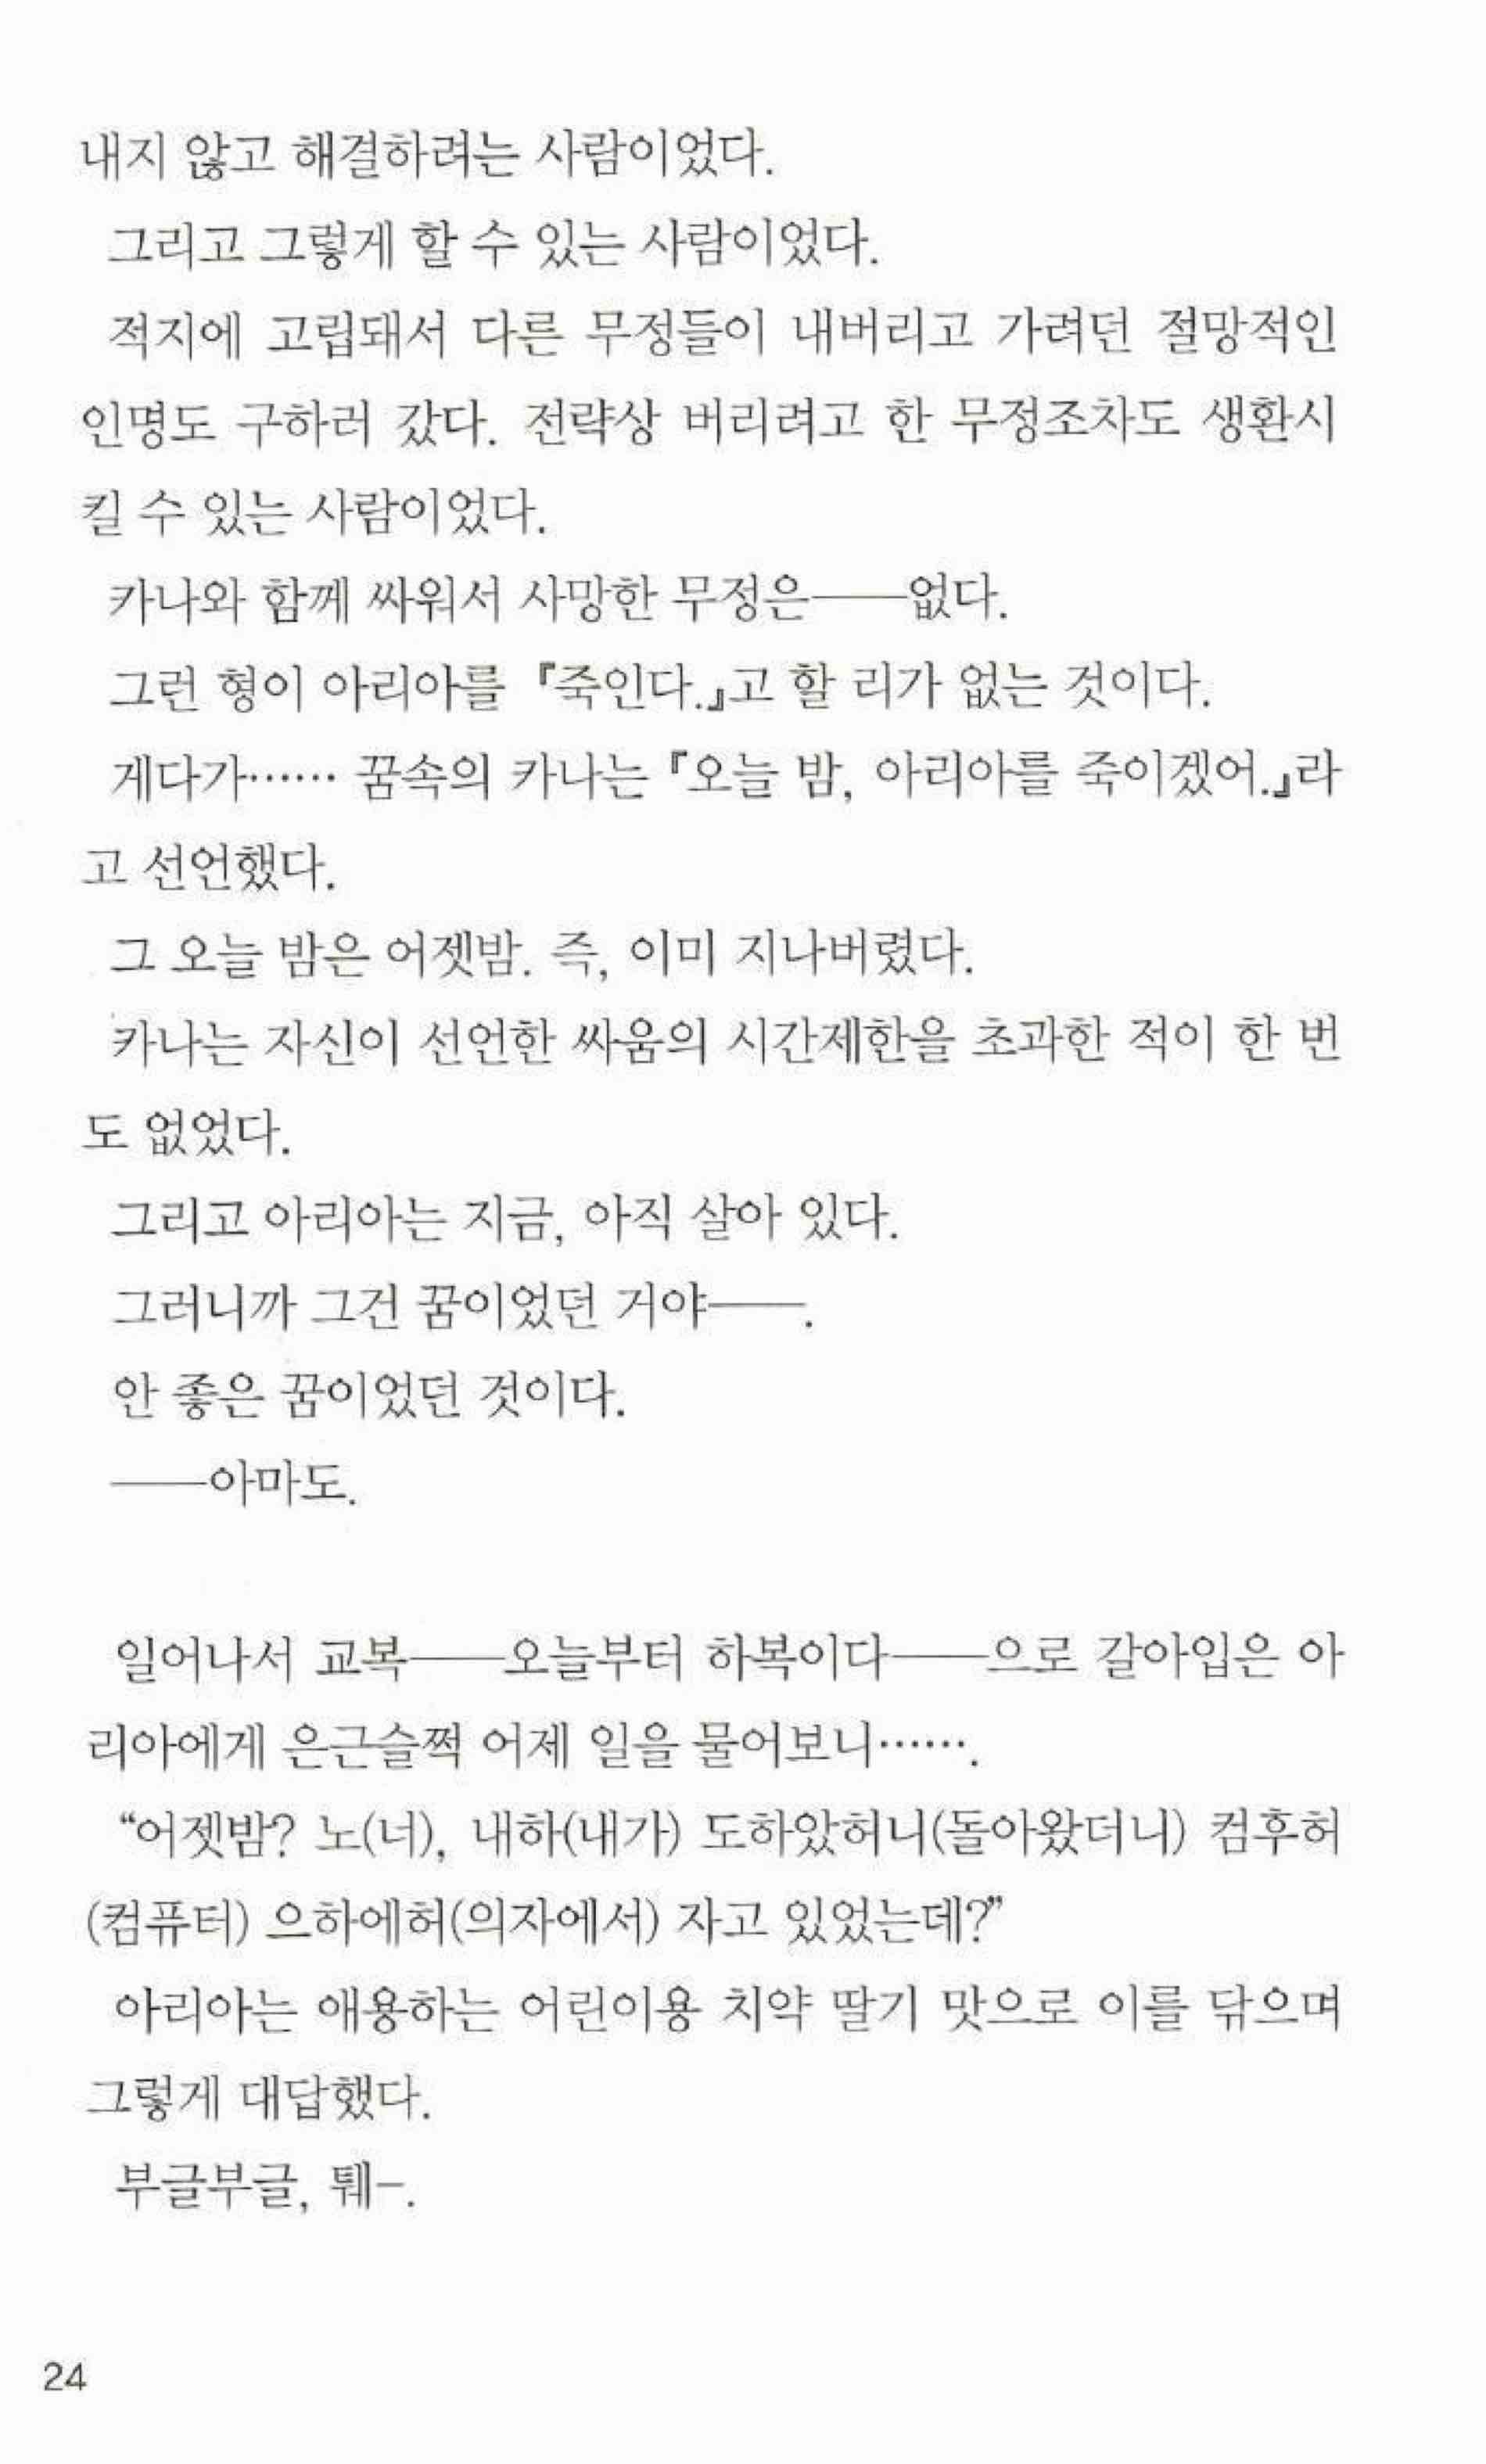 내지 않고 해결하려는 사람이었다.
그리고 그렇게 할 수 있는 사람이었다.
적지에 고립돼서 다른 무정들이 내버리고 가려던 절망적인
인명도 구하러 갔다. 전략상 버리려고 한 무정조차도 생환시
킬 수 있는 사람이었다.
카나와 함께 싸워서 사망한 무정은──없다.
그런 형이 아리아를 『죽인다.』고 할 리가 없는 것이다.
게다가…… 꿈속의 카나는 『오늘 밤, 아리아를 죽이겠어.』라
고 선언했다.
그 오늘 밤은 어젯밤. 즉, 이미 지나버렸다.
카나는 자신이 선언한 싸움의 시간제한을 초과한 적이 한 번
도 없었다.
그리고 아리아는 지금, 아직 살아 있다.
그러니까 그건 꿈이었던 거야──.
안 좋은 꿈이었던 것이다.
──아마도.
일어나서 교복──오늘부터 하복이다──으로 갈아입은 아
리아에게 은근슬쩍 어제 일을 물어보니…….
“어젯밤? 노(너), 내하(내가) 도하았허니(돌아왔더니) 컴후허
(컴퓨터) 으하에허(의자에서) 자고 있었는데?”
아리아는 애용하는 어린이용 치약 딸기 맛으로 이를 닦으며
그렇게 대답했다.
부글부글, 퉤-.
24